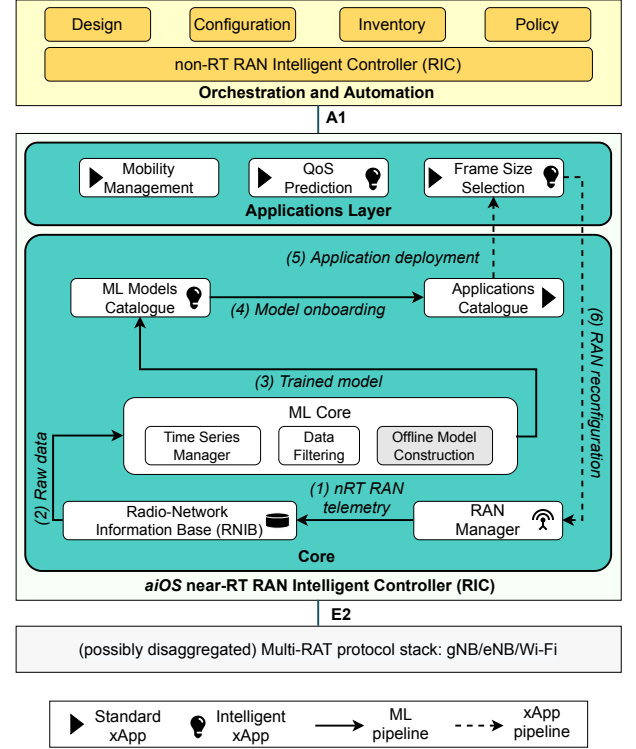 Design
Configuration
Inventory
Policy
non-RT RAN Intelligent Controller (RIC)
Orchestration and Automation
A1
Mobility
Management
QoS
Prediction
Frame Size
Selection
Applications Layer
(5) Application deployment
ML Models
Catalogue
(4) Model onboarding
Applications
Catalogue
(6) RAN reconfiguration
(3) Trained model
ML Core
Time Series
Manager
Data
Filtering
Offline Model
Construction
(2) Raw data
(1) nRT RAN
telemetry
Radio-Network
Information Base (RNIB)
RAN
Manager
Core
aiOS near-RT RAN Intelligent Controller (RIC)
E2
(possibly disaggregated) Multi-RAT protocol stack: gNB/eNB/Wi-Fi
Standard
xApp
Intelligent
xApp
ML
pipeline
xApp
pipeline